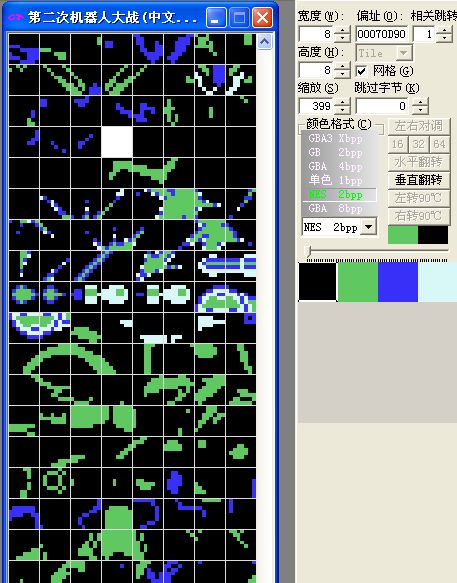 第二次机器人大战(中文...
宽度(W): 偏址(O): 相关跳转
8 00070D90 1
高度(H): Tile
8 网格(G)
缩放(S) 跳过字节(K)
399 0
颜色格式(C) 左右对调
GBA3 Xbpp
GB 2bpp 16 32 64
GBA 4bpp 水平翻转
单色 1bpp 垂直翻转
NES 2bpp 左转90℃
GBA 8bpp 右转90℃
NES 2bpp